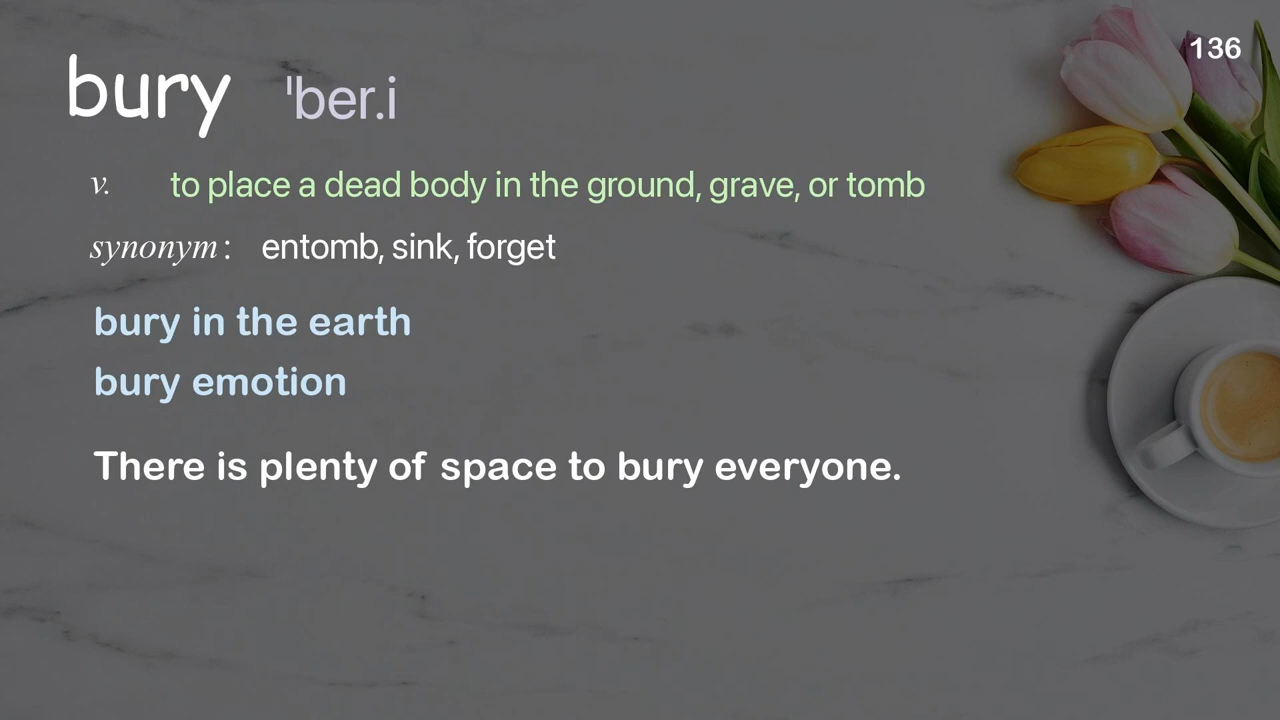 136
bury ˈber.i
v. to place a dead body in the ground, grave, or tomb
synonym: entomb, sink, forget
bury in the earth
bury emotion
There is plenty of space to bury everyone.